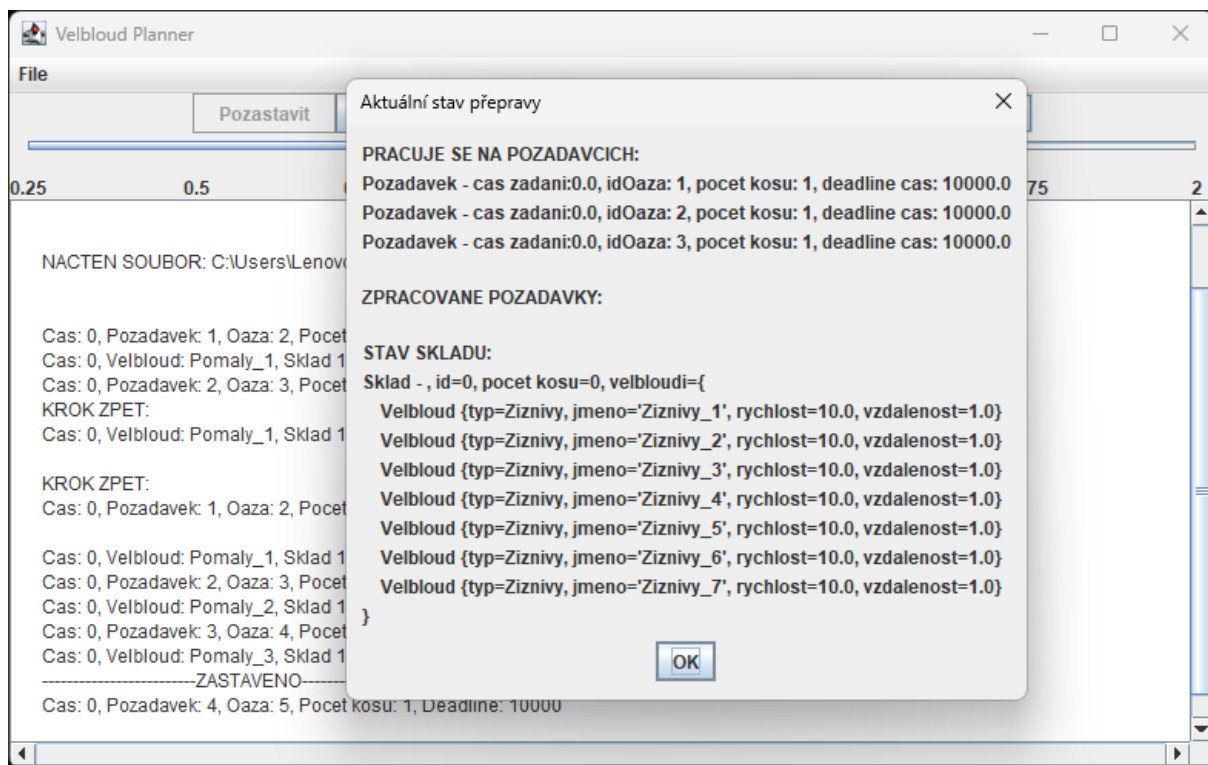 Velbloud Planner
File
Pozastavit
0.25 0.5 75 2
NACTEN SOUBOR: C:\Users\Lenovo
Cas: 0, Pozadavek: 1, Oaza: 2, Pocet
Cas: 0, Velbloud: Pomaly_1, Sklad 1
Cas: 0, Pozadavek: 2, Oaza: 3, Pocet
KROK ZPET:
Cas: 0, Velbloud: Pomaly_1, Sklad 1
KROK ZPET:
Cas: 0, Pozadavek: 1, Oaza: 2, Pocet
Cas: 0, Velbloud: Pomaly_1, Sklad 1
Cas: 0, Pozadavek: 2, Oaza: 3, Pocet
Cas: 0, Velbloud: Pomaly_2, Sklad 1
Cas: 0, Pozadavek: 3, Oaza: 4, Pocet
Cas: 0, Velbloud: Pomaly_3, Sklad 1
-------------------------ZASTAVENO-------
Cas: 0, Pozadavek: 4, Oaza: 5, Pocet kosu: 1, Deadline: 10000
Aktuální stav přepravy
PRACUJE SE NA POZADAVCICH:
Pozadavek - cas zadani:0.0, idOaza: 1, pocet kosu: 1, deadline cas: 10000.0
Pozadavek - cas zadani:0.0, idOaza: 2, pocet kosu: 1, deadline cas: 10000.0
Pozadavek - cas zadani:0.0, idOaza: 3, pocet kosu: 1, deadline cas: 10000.0
ZPRACOVANE POZADAVKY:
STAV SKLADU:
Sklad - , id=0, pocet kosu=0, velbloudi={
Velbloud {typ=Ziznivy, jmeno='Ziznivy_1', rychlost=10.0, vzdalenost=1.0}
Velbloud {typ=Ziznivy, jmeno='Ziznivy_2', rychlost=10.0, vzdalenost=1.0}
Velbloud {typ=Ziznivy, jmeno='Ziznivy_3', rychlost=10.0, vzdalenost=1.0}
Velbloud {typ=Ziznivy, jmeno='Ziznivy_4', rychlost=10.0, vzdalenost=1.0}
Velbloud {typ=Ziznivy, jmeno='Ziznivy_5', rychlost=10.0, vzdalenost=1.0}
Velbloud {typ=Ziznivy, jmeno='Ziznivy_6', rychlost=10.0, vzdalenost=1.0}
Velbloud {typ=Ziznivy, jmeno='Ziznivy_7', rychlost=10.0, vzdalenost=1.0}
}
OK